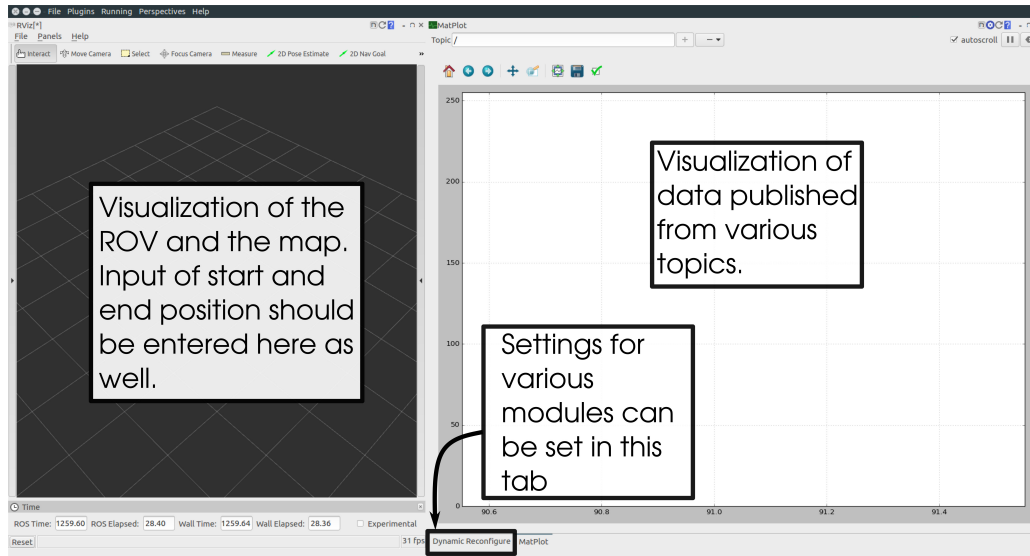 File Plugins Running Perspectives Help
RViz[*]
File Panels Help
Interact Move Camera Select Focus Camera Measure 2D Pose Estimate 2D Nav Goal »
Visualization of the
ROV and the map.
Input of start and
end position should
be entered here as
well.
Time
ROS Time: 1259.60 ROS Elapsed: 28.40 Wall Time: 1259.64 Wall Elapsed: 28.36 Experimental
Reset 31 fps
MatPlot
Topic /
autoscroll
250
200
150
100
50
0
90.6 90.8 91.0 91.2 91.4
Visualization of
data published
from various
topics.
Settings for
various
modules can
be set in this
tab
Dynamic Reconfigure MatPlot